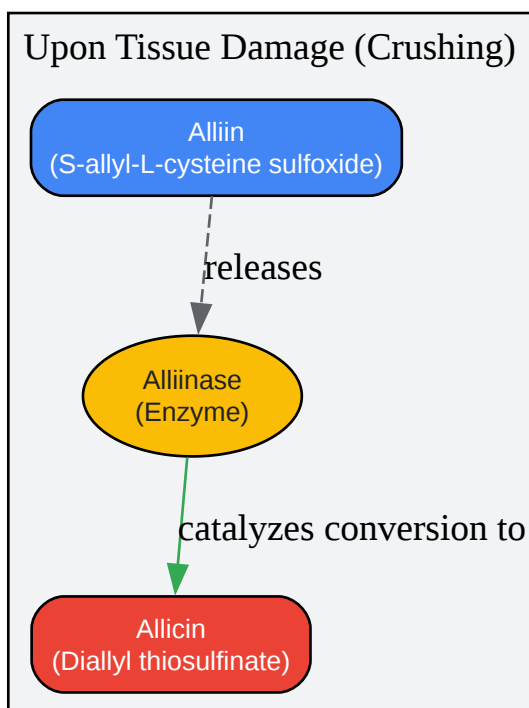 Upon Tissue Damage (Crushing)
Alliin
(S-allyl-L-cysteine sulfoxide)
releases
Alliinase
(Enzyme)
catalyzes conversion to
Allicin
(Diallyl thiosulfinate)